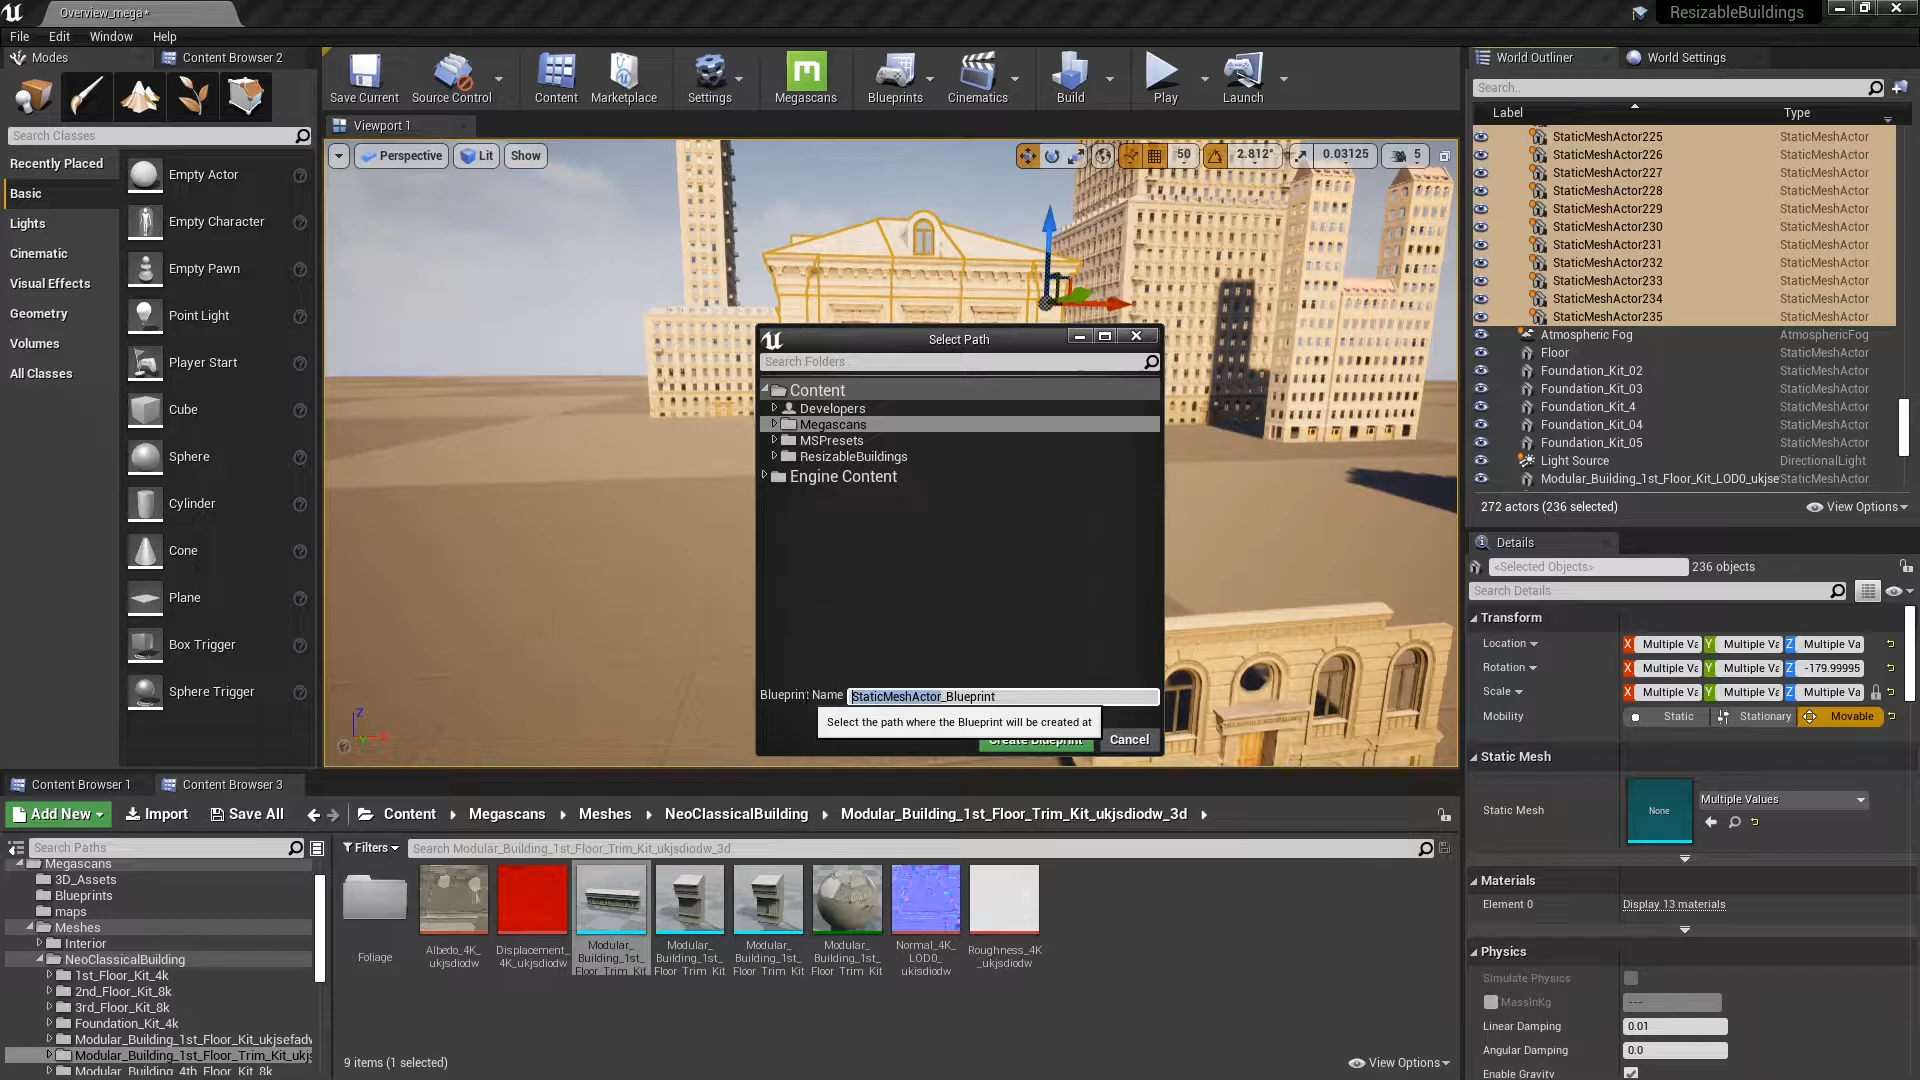 Overview_mega*
ResizableBuildings
File Edit Window Help
Modes
Content Browser 2
Search Classes
Recently Placed
Basic
Lights
Cinematic
Visual Effects
Geometry
Volumes
All Classes
Empty Actor
Empty Character
Empty Pawn
Point Light
Player Start
Cube
Sphere
Cylinder
Cone
Plane
Box Trigger
Sphere Trigger
Save Current
Source Control
Content
Marketplace
Settings
Megascans
Blueprints
Cinematics
Build
Play
Launch
Viewport 1
Perspective Lit Show
50 2.812° 0.03125 5
Select Path
Search Folders
Content
Developers
Megascans
MSPresets
ResizableBuildings
Engine Content
Blueprint Name StaticMeshActor_Blueprint
Select the path where the Blueprint will be created at
Create Blueprint Cancel
World Outliner World Settings
Search..
Label Type
StaticMeshActor225 StaticMeshActor
StaticMeshActor226 StaticMeshActor
StaticMeshActor227 StaticMeshActor
StaticMeshActor228 StaticMeshActor
StaticMeshActor229 StaticMeshActor
StaticMeshActor230 StaticMeshActor
StaticMeshActor231 StaticMeshActor
StaticMeshActor232 StaticMeshActor
StaticMeshActor233 StaticMeshActor
StaticMeshActor234 StaticMeshActor
StaticMeshActor235 StaticMeshActor
Atmospheric Fog AtmosphericFog
Floor StaticMeshActor
Foundation_Kit_02 StaticMeshActor
Foundation_Kit_03 StaticMeshActor
Foundation_Kit_4 StaticMeshActor
Foundation_Kit_04 StaticMeshActor
Foundation_Kit_05 StaticMeshActor
Light Source DirectionalLight
Modular_Building_1st_Floor_Kit_LOD0_ukjse StaticMeshActor
272 actors (236 selected) View Options
Details
<Selected Objects> 236 objects
Search Details
Transform
Location X Multiple Va Y Multiple Va Z Multiple Va
Rotation X Multiple Va Y Multiple Va Z -179.99995
Scale X Multiple Va Y Multiple Va Z Multiple Va
Mobility Static Stationary Movable
Static Mesh
Static Mesh None Multiple Values
Materials
Element 0 Display 13 materials
Physics
Simulate Physics
MassInKg ---
Linear Damping 0.01
Angular Damping 0.0
Enable Gravity
Content Browser 1 Content Browser 3
Add New Import Save All Content Megascans Meshes NeoClassicalBuilding Modular_Building_1st_Floor_Trim_Kit_ukjsdiodw_3d
Search Paths
Filters Search Modular_Building_1st_Floor_Trim_Kit_ukjsdiodw_3d
Megascans
3D_Assets
Blueprints
maps
Meshes
Interior
NeoClassicalBuilding
1st_Floor_Kit_4k
2nd_Floor_Kit_8k
3rd_Floor_Kit_8k
Foundation_Kit_4k
Modular_Building_1st_Floor_Kit_ukjsefadw
Modular_Building_1st_Floor_Trim_Kit_ukjs
Modular_Building_4th_Floor_Kit_8k
Foliage
Albedo_4K_
ukjsdiodw
Displacement_
4K_ukjsdiodw
Modular_
Building_1st_
Floor_Trim_Kit
Modular_
Building_1st_
Floor_Trim_Kit
Modular_
Building_1st_
Floor_Trim_Kit
Modular_
Building_1st_
Floor_Trim_Kit
Normal_4K_
LOD0_
ukjsdiodw
Roughness_4K
_ukjsdiodw
9 items (1 selected) View Options